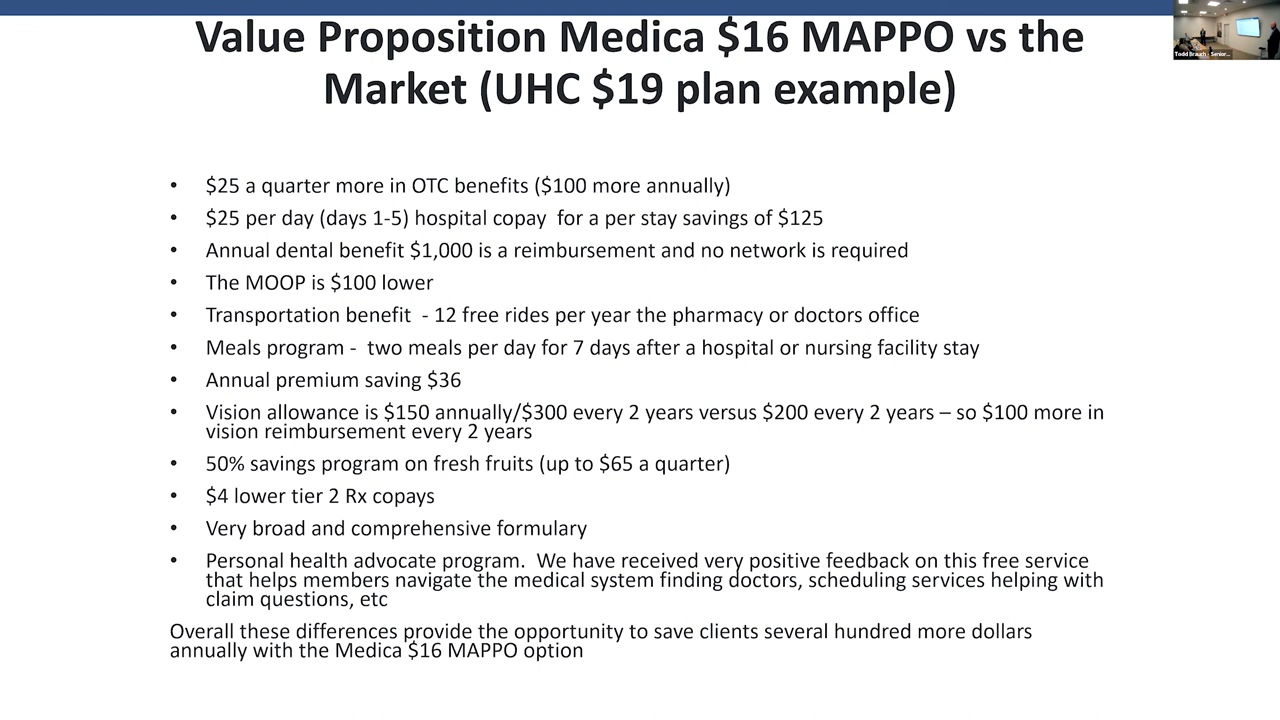 Value Proposition Medica $16 MAPPO vs the
Market (UHC $19 plan example)
Todd Brauch - Senior...
• $25 a quarter more in OTC benefits ($100 more annually)
• $25 per day (days 1-5) hospital copay  for a per stay savings of $125
• Annual dental benefit $1,000 is a reimbursement and no network is required
• The MOOP is $100 lower
• Transportation benefit  - 12 free rides per year the pharmacy or doctors office
• Meals program -  two meals per day for 7 days after a hospital or nursing facility stay
• Annual premium saving $36
• Vision allowance is $150 annually/$300 every 2 years versus $200 every 2 years – so $100 more in
vision reimbursement every 2 years
• 50% savings program on fresh fruits (up to $65 a quarter)
• $4 lower tier 2 Rx copays
• Very broad and comprehensive formulary
• Personal health advocate program.  We have received very positive feedback on this free service
that helps members navigate the medical system finding doctors, scheduling services helping with
claim questions, etc
Overall these differences provide the opportunity to save clients several hundred more dollars
annually with the Medica $16 MAPPO option